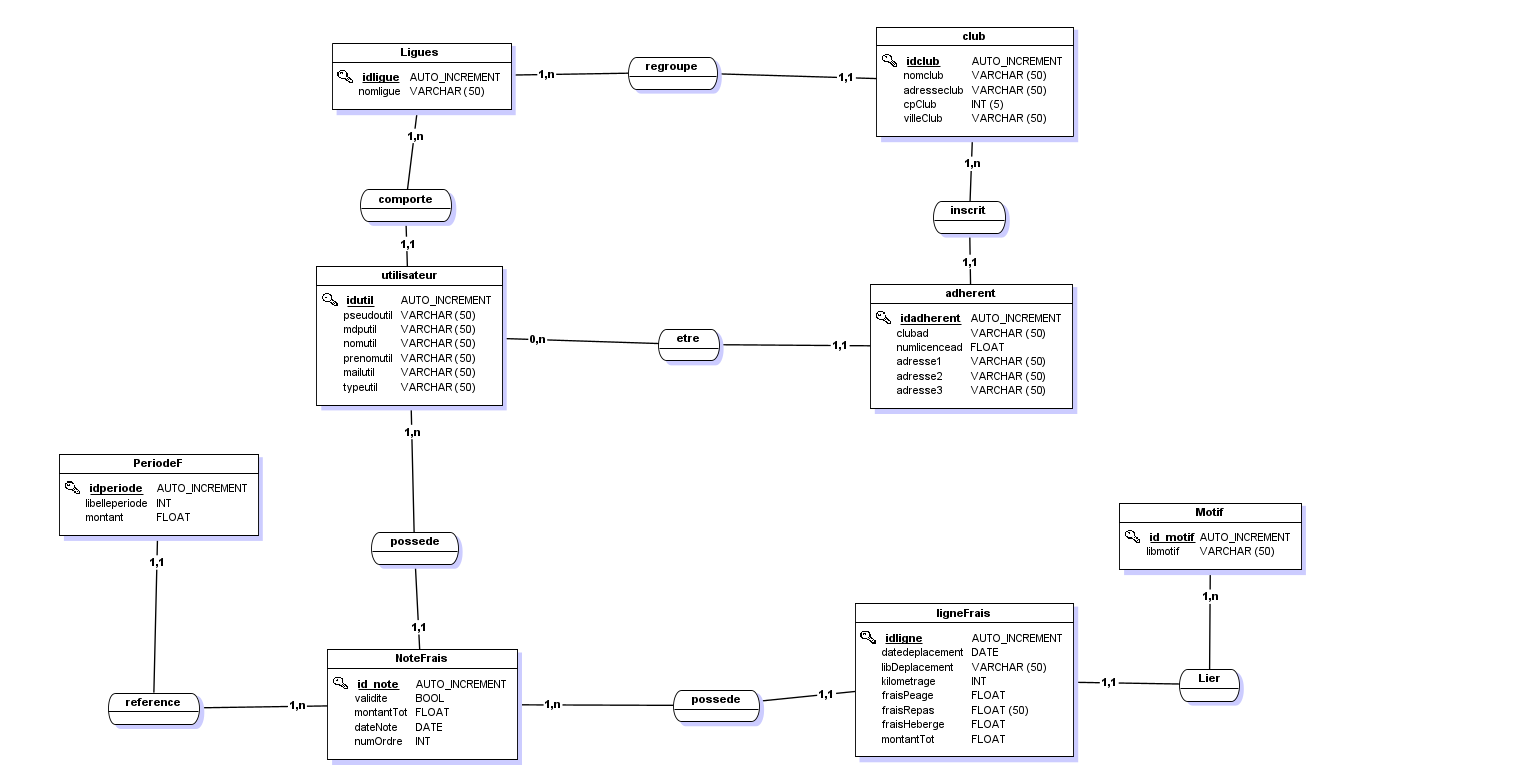 Ligues
idligue AUTO_INCREMENT
nomligue VARCHAR (50)
1,n
regroupe
1,1
club
idclub AUTO_INCREMENT
nomclub VARCHAR (50)
adresseclub VARCHAR (50)
cpClub INT (5)
villeClub VARCHAR (50)
1,n
comporte
1,1
1,n
inscrit
1,1
utilisateur
idutil AUTO_INCREMENT
pseudoutil VARCHAR (50)
mdputil VARCHAR (50)
nomutil VARCHAR (50)
prenomutil VARCHAR (50)
mailutil VARCHAR (50)
typeutil VARCHAR (50)
0,n
etre
1,1
adherent
idadherent AUTO_INCREMENT
clubad VARCHAR (50)
numlicencead FLOAT
adresse1 VARCHAR (50)
adresse2 VARCHAR (50)
adresse3 VARCHAR (50)
1,n
possede
1,1
PeriodeF
idperiode AUTO_INCREMENT
libelleperiode INT
montant FLOAT
1,1
reference
1,n
NoteFrais
id_note AUTO_INCREMENT
validite BOOL
montantTot FLOAT
dateNote DATE
numOrdre INT
1,n
possede
1,1
ligneFrais
idligne AUTO_INCREMENT
datedeplacement DATE
libDeplacement VARCHAR (50)
kilometrage INT
fraisPeage FLOAT
fraisRepas FLOAT (50)
fraisHeberge FLOAT
montantTot FLOAT
1,1
Lier
1,n
Motif
id_motif AUTO_INCREMENT
libmotif VARCHAR (50)